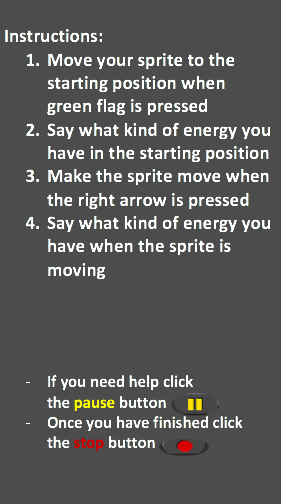 Instructions:
1. Move your sprite to the
starting position when
green flag is pressed
2. Say what kind of energy you
have in the starting position
3. Make the sprite move when
the right arrow is pressed
4. Say what kind of energy you
have when the sprite is
moving
- If you need help click
the pause button
- Once you have finished click
the stop button